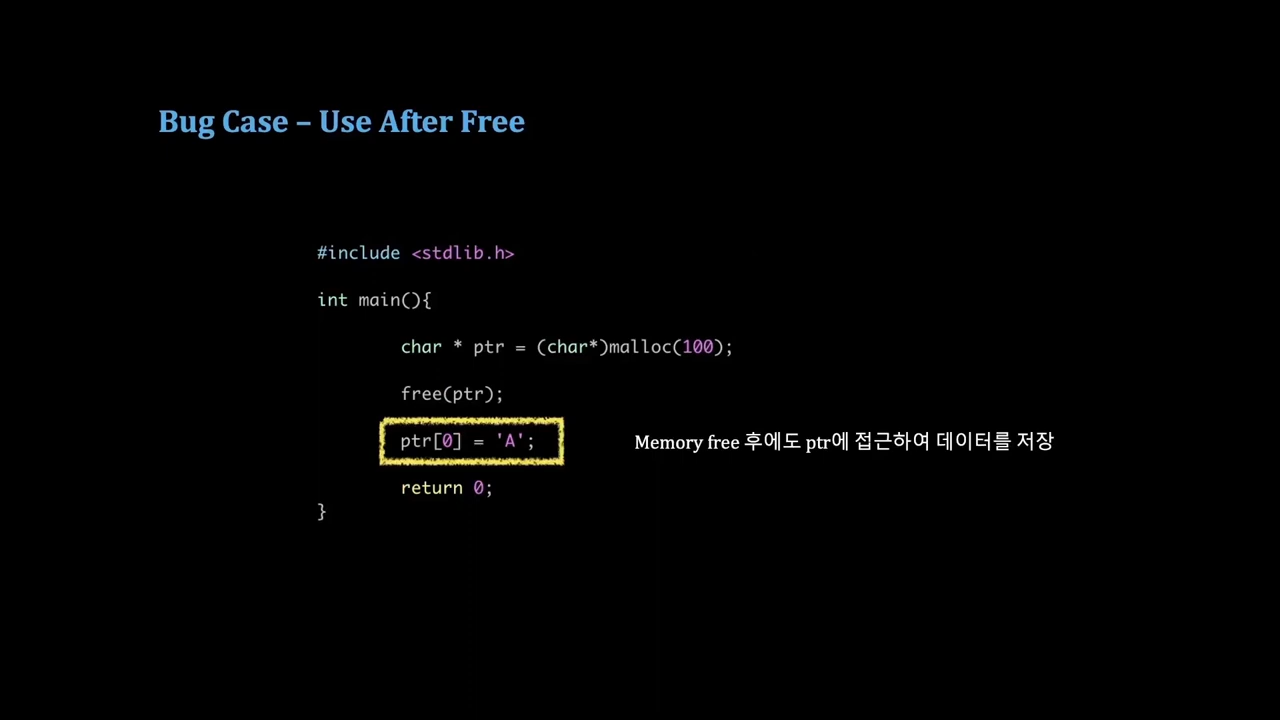 Bug Case – Use After Free
#include <stdlib.h>
int main(){
char * ptr = (char*)malloc(100);
free(ptr);
ptr[0] = 'A';
Memory free 후에도 ptr에 접근하여 데이터를 저장
return 0;
}